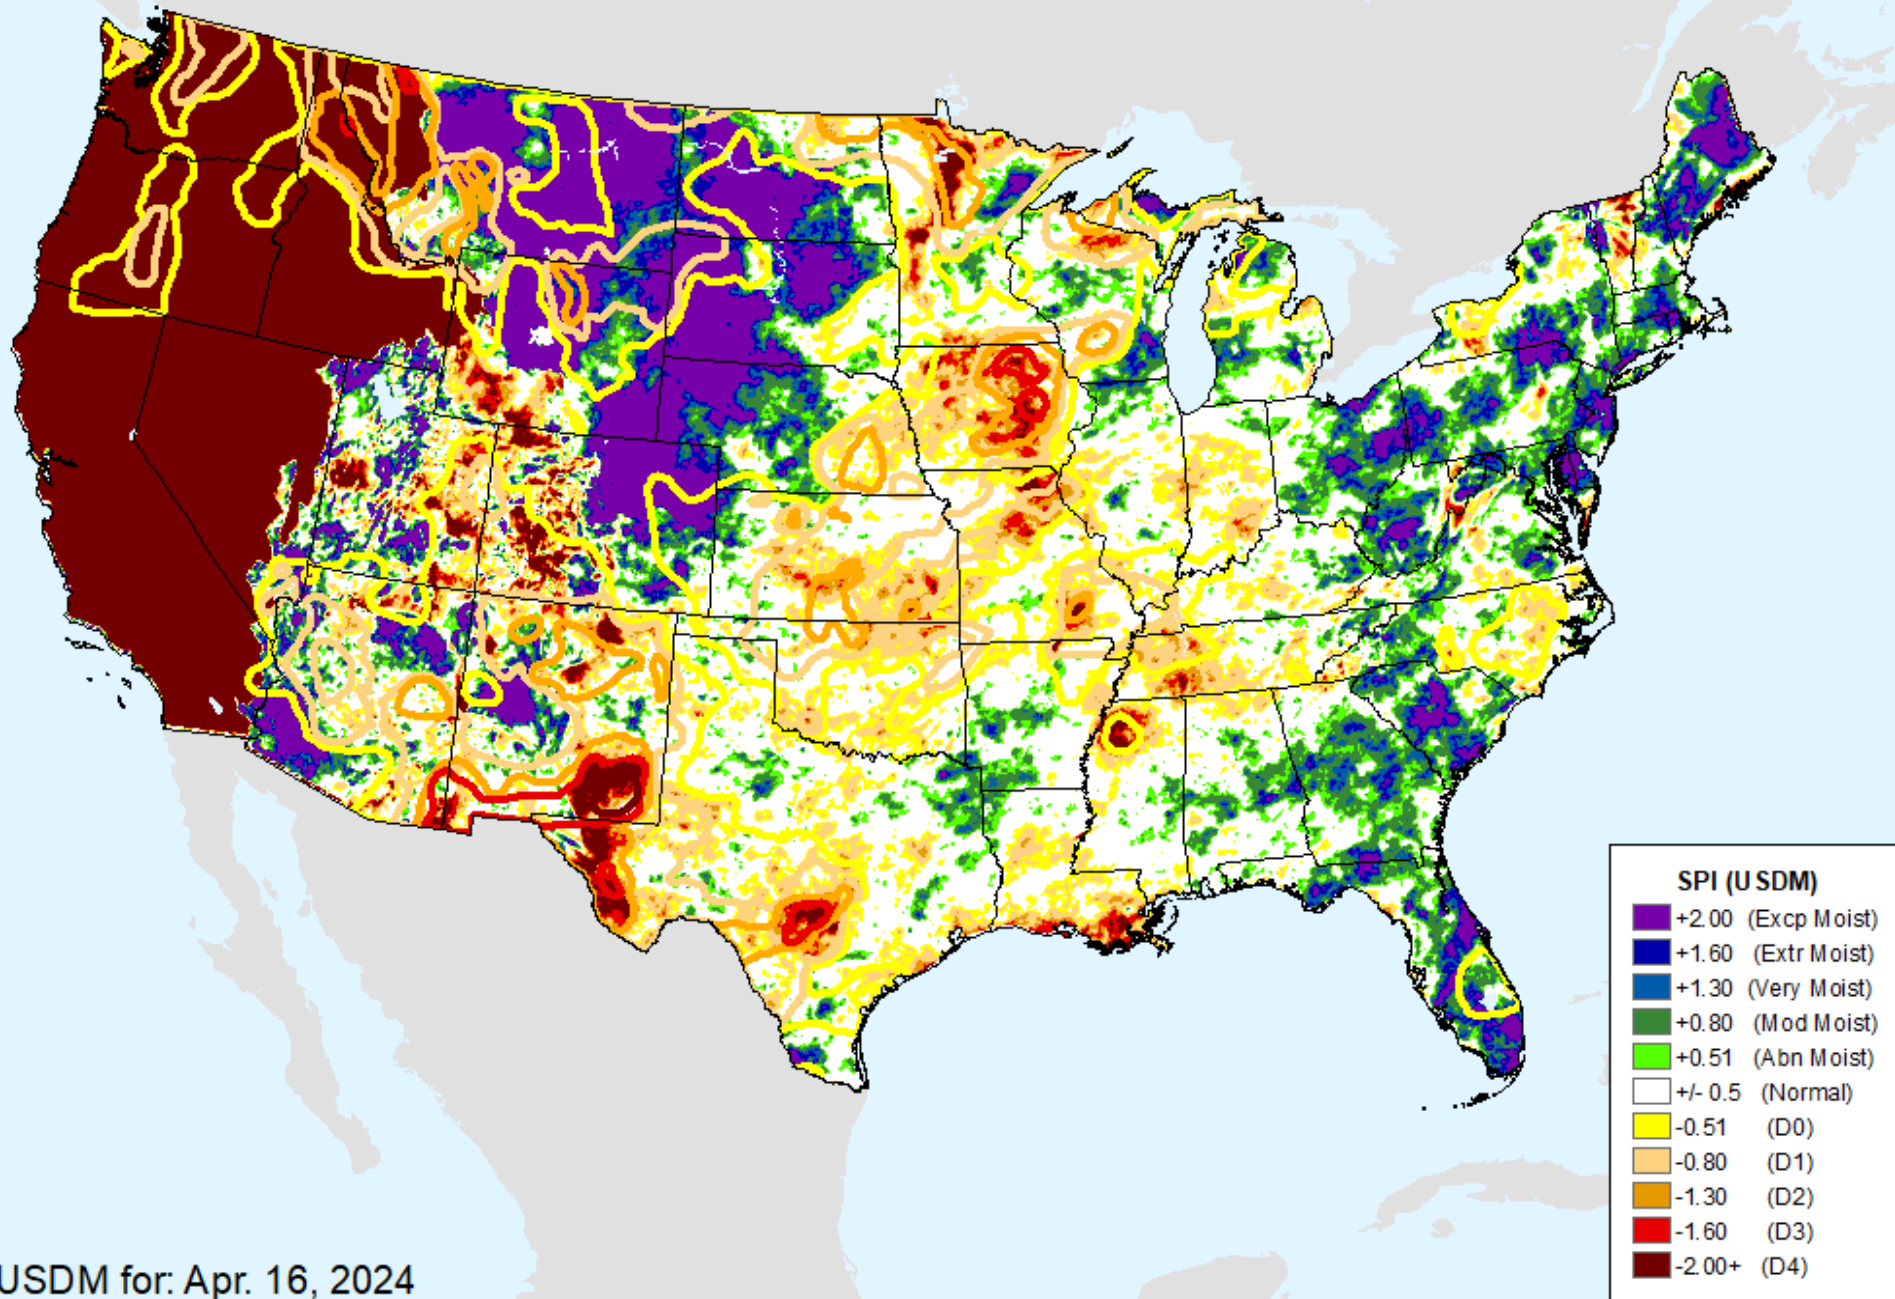 SPI (USDM)
+2.00 (Excp Moist)
+1.60 (Extr Moist)
+1.30 (Very Moist)
+0.80 (Mod Moist)
+0.51 (Abn Moist)
+/- 0.5 (Normal)
-0.51 (D0)
-0.80 (D1)
-1.30 (D2)
-1.60 (D3)
-2.00+ (D4)
USDM for: Apr. 16, 2024